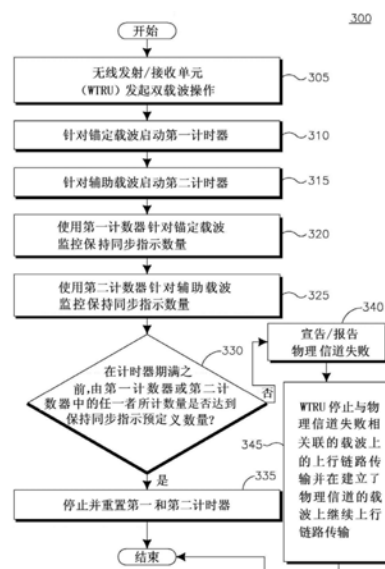 300
开始
无线发射/接收单元
(WTRU)发起双载波操作
305
针对锚定载波启动第一计时器
310
针对辅助载波启动第二计时器
315
使用第一计数器针对锚定载波
监控保持同步指示数量
320
使用第二计数器针对辅助载波
监控保持同步指示数量
325
330
在计时器期满之
前,由第一计数器或第二计
数器中的任一者所计数量是否达到
保持同步指示预定义数量?
否
是
340
宣告/报告
物理信道失败
345
WTRU 停止与物
理信道失败相
关联的载波上
的上行链路传
输并在建立了
物理信道的载
波上继续上行
链路传输
335
停止并重置第一和第二计时器
结束